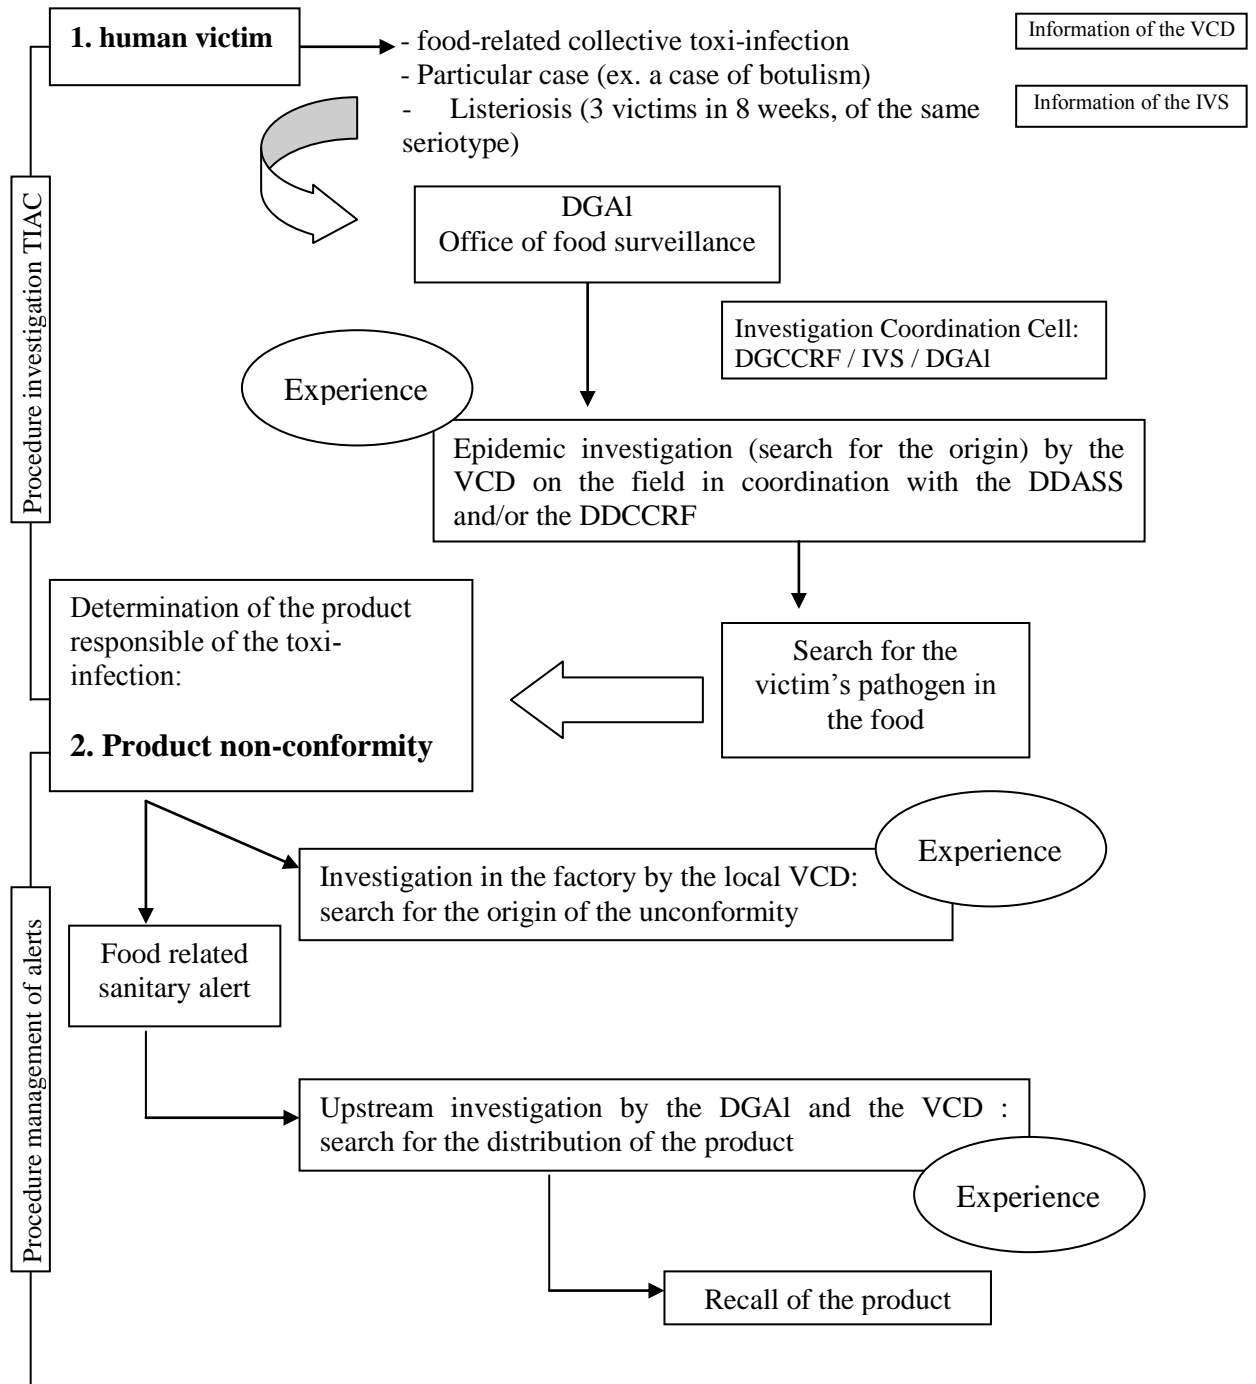 1. human victim
- food-related collective toxi-infection
- Particular case (ex. a case of botulism)
- Listeriosis (3 victims in 8 weeks, of the same
seriotype)
Information of the VCD
Information of the IVS
Procedure investigation TIAC
DGAl
Office of food surveillance
Investigation Coordination Cell:
DGCCRF / IVS / DGAl
Experience
Epidemic investigation (search for the origin) by the
VCD on the field in coordination with the DDASS
and/or the DDCCRF
Determination of the product
responsible of the toxi-
infection:
2. Product non-conformity
Search for the
victim's pathogen in
the food
Experience
Investigation in the factory by the local VCD:
search for the origin of the unconformity
Procedure management of alerts
Food related
sanitary alert
Upstream investigation by the DGAl and the VCD :
search for the distribution of the product
Experience
Recall of the product